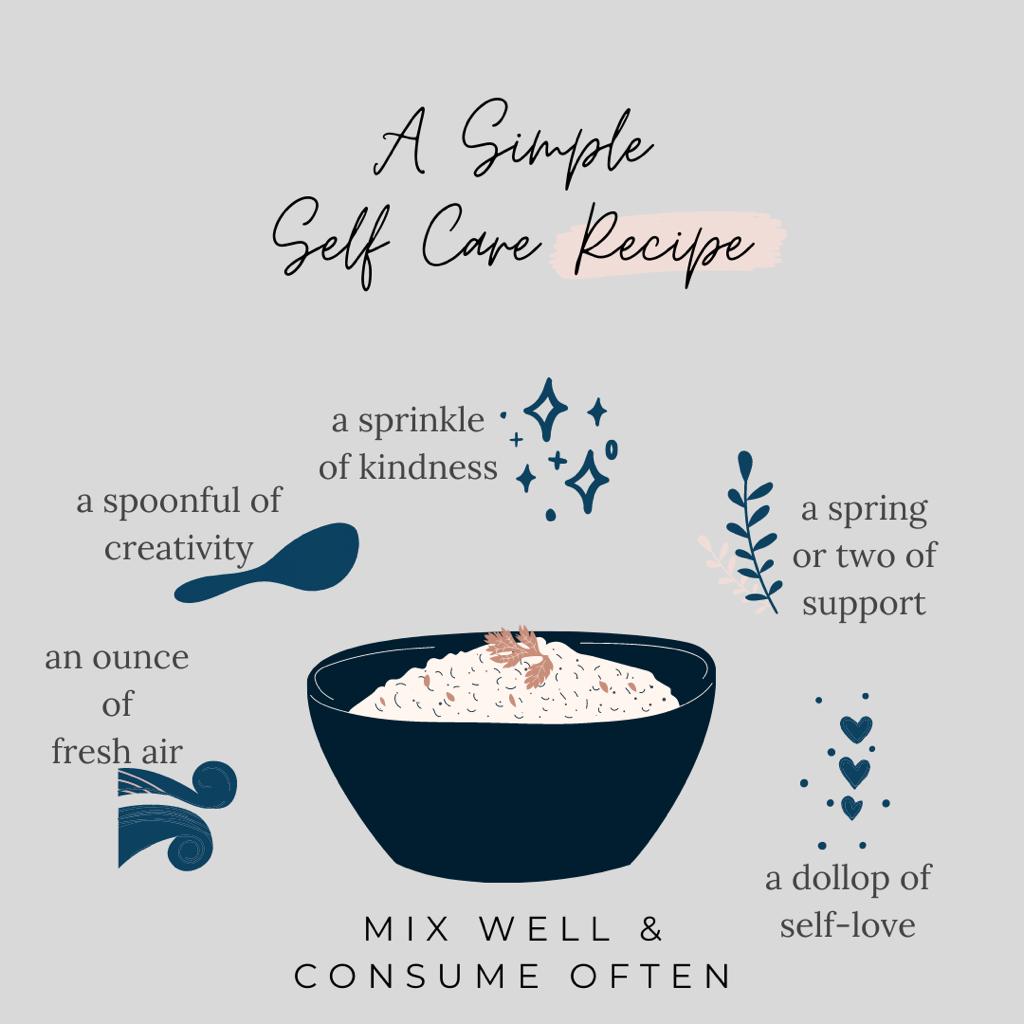 A Simple
Self Care Recipe
a sprinkle
of kindness
a spoonful of
creativity
a spring
or two of
support
an ounce
of
fresh air
a dollop of
self-love
MIX WELL &
CONSUME OFTEN